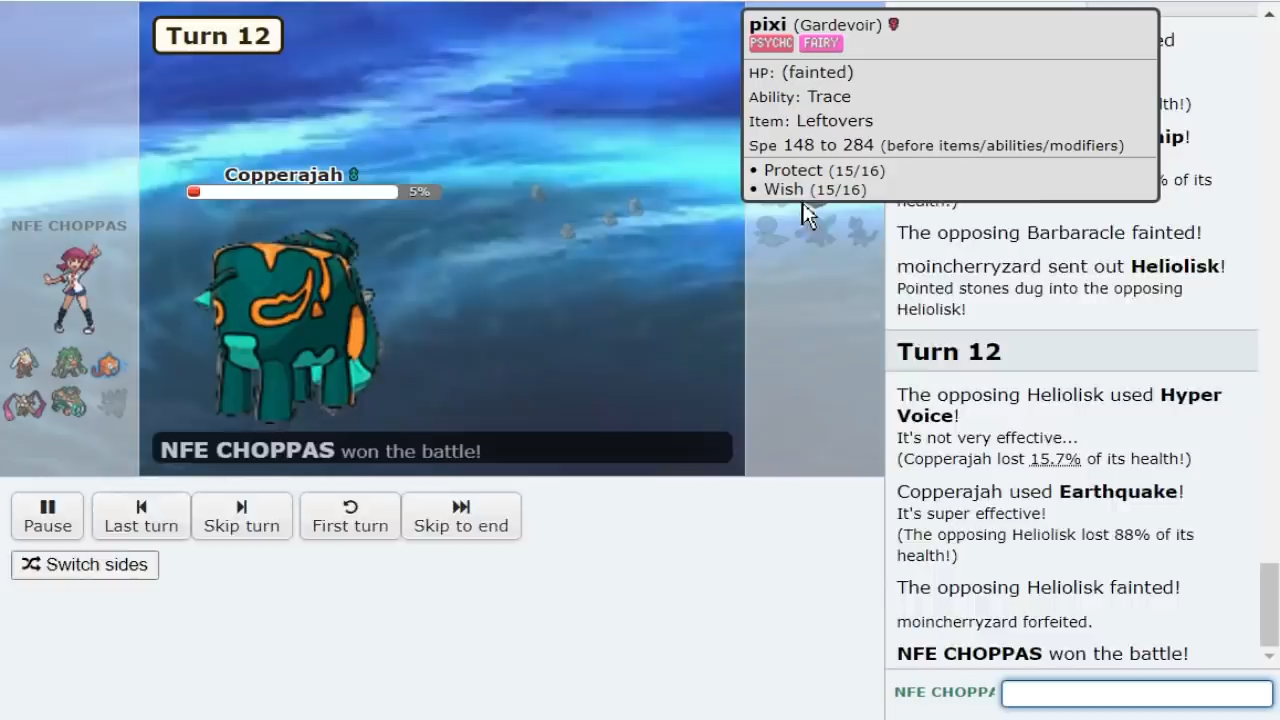 Turn 12
Copperajah
5%
NFE CHOPPAS
NFE CHOPPAS won the battle!
pixi (Gardevoir)
PSYCHC FAIRY
HP: (fainted)
Ability: Trace
Item: Leftovers
Spe 148 to 284 (before items/abilities/modifiers)
• Protect (15/16)
• Wish (15/16)
Pause
Last turn
Skip turn
First turn
Skip to end
Switch sides
The opposing Barbaracle fainted!
moincherryzard sent out Heliolisk!
Pointed stones dug into the opposing
Heliolisk!
Turn 12
The opposing Heliolisk used Hyper
Voice!
It's not very effective...
(Copperajah lost 15.7% of its health!)
Copperajah used Earthquake!
It's super effective!
(The opposing Heliolisk lost 88% of its
health!)
The opposing Heliolisk fainted!
moincherryzard forfeited.
NFE CHOPPAS won the battle!
NFE CHOPPA